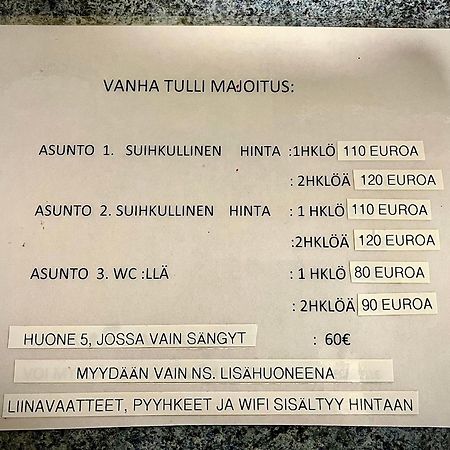 VANHA TULLI MAJOITUS:
ASUNTO 1. SUIHKULLINEN HINTA :1HKLÖ 110 EUROA
: 2HKLÖÄ 120 EUROA
ASUNTO 2. SUIHKULLINEN HINTA : 1 HKLÖ 110 EUROA
:2HKLÖÄ 120 EUROA
ASUNTO 3. WC :LLÄ : 1 HKLÖ 80 EUROA
: 2HKLÖÄ 90 EUROA
HUONE 5, JOSSA VAIN SÄNGYT : 60€
MYYDÄÄN VAIN NS. LISÄHUONEENA
LIINAVAATTEET, PYYHKEET JA WIFI SISÄLTYY HINTAAN